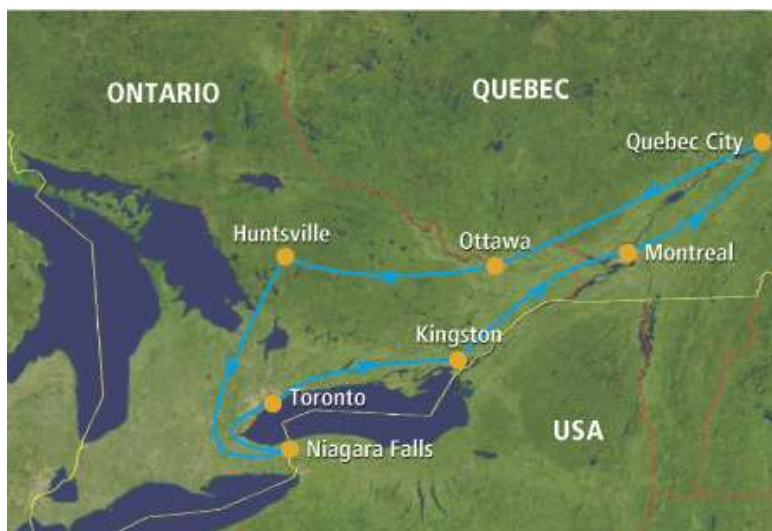 ONTARIO
QUEBEC
Quebec City
Huntsville
Ottawa
Montreal
Kingston
Toronto
USA
Niagara Falls